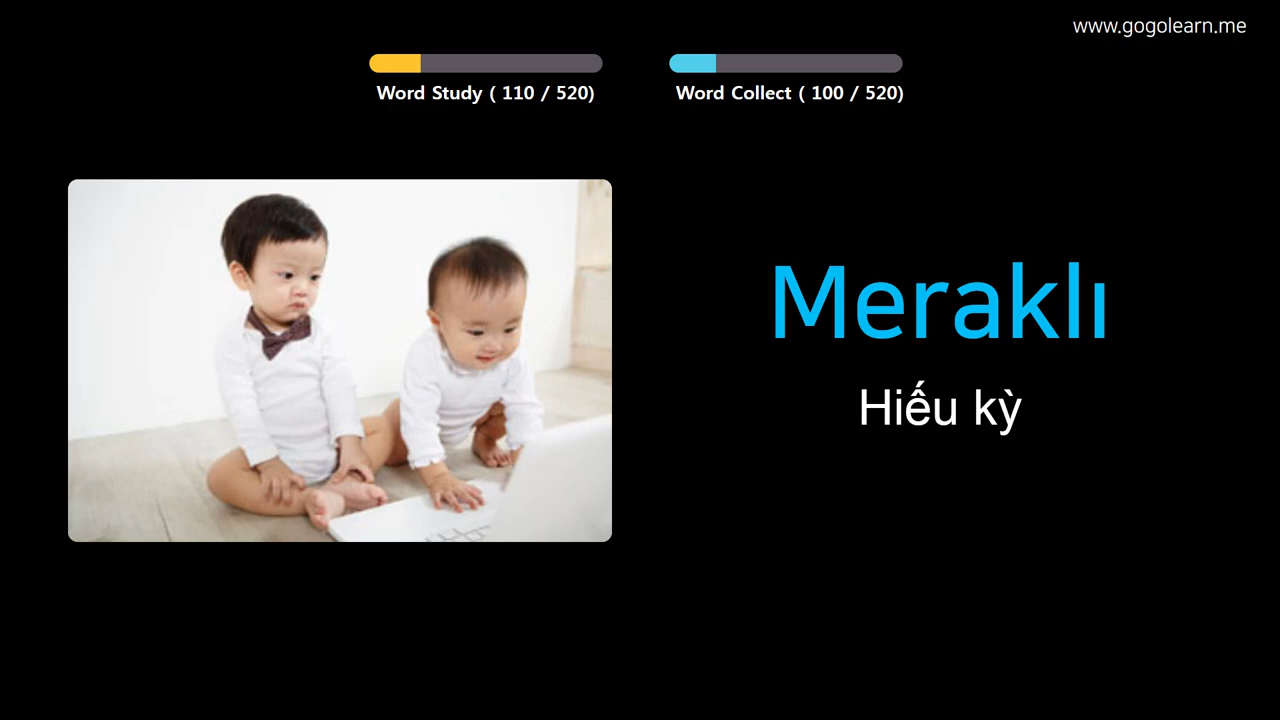 www.gogolearn.me
Word Study ( 110 / 520)
Word Collect ( 100 / 520)
Meraklı
Hiếu kỳ